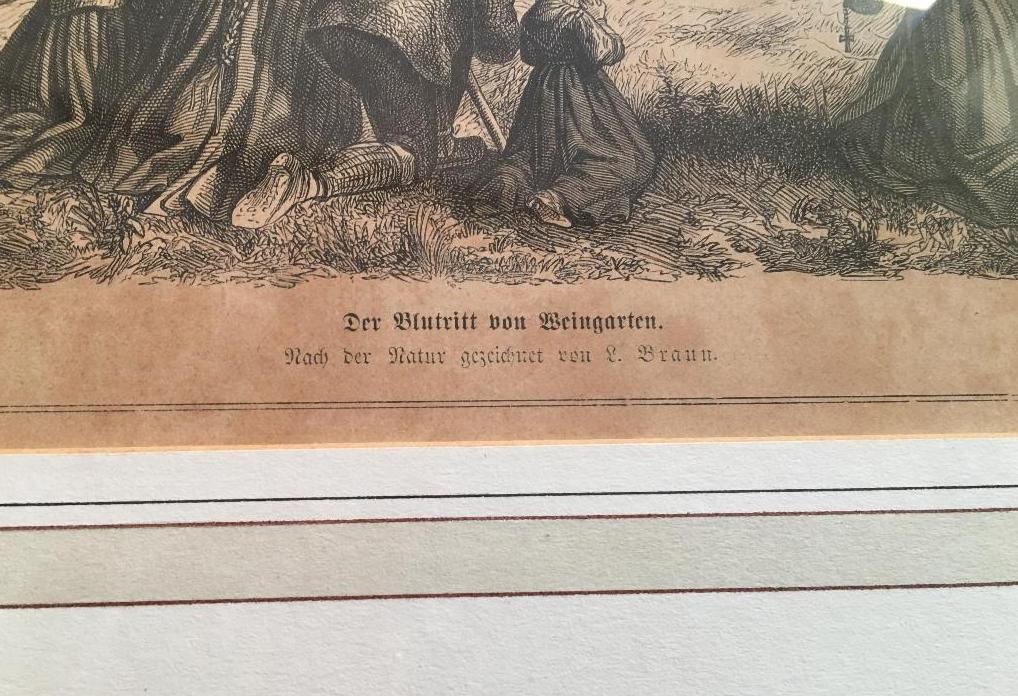 Der Blutritt von Weingarten.
Nach der Natur gezeichnet von L. Braun.